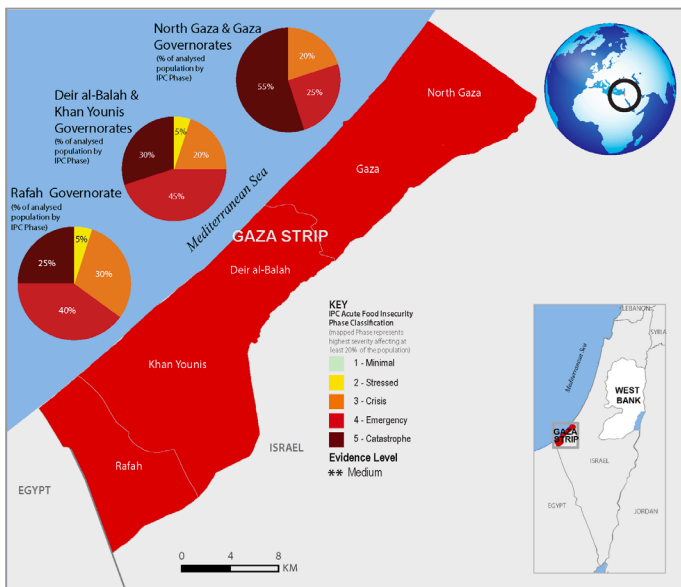 North Gaza & Gaza
Governorates
(% of analysed
population by
IPC Phase)
20%
25%
55%
Deir al-Balah &
Khan Younis
Governorates
(% of analysed
population by
IPC Phase)
5%
20%
45%
30%
Rafah Governorate
(% of analysed
population by
IPC Phase)
5%
30%
40%
25%
Mediterranean Sea
North Gaza
Gaza
GAZA STRIP
Deir al-Balah
Khan Younis
Rafah
EGYPT
ISRAEL
0 4 8
KM
KEY
IPC Acute Food Insecurity
Phase Classification
(mapped Phase represents
highest severity affecting at
least 20% of the population)
1 - Minimal
2 - Stressed
3 - Crisis
4 - Emergency
5 - Catastrophe
Evidence Level
** Medium
LEBANON
SYRIA
Mediterranean Sea
WEST
BANK
GAZA
STRIP
ISRAEL
EGYPT
JORDAN